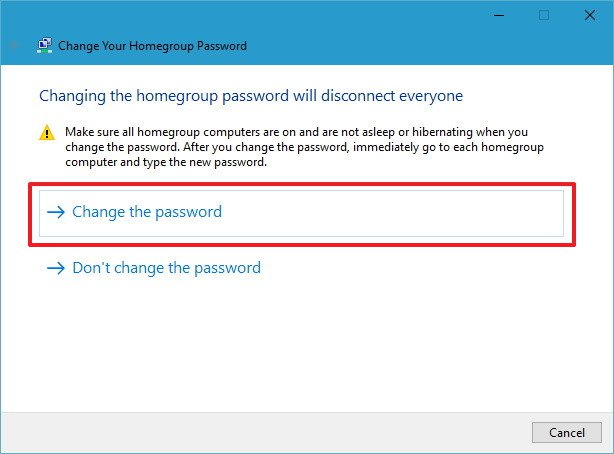 Change Your Homegroup Password
Changing the homegroup password will disconnect everyone
Make sure all homegroup computers are on and are not asleep or hibernating when you
change the password. After you change the password, immediately go to each homegroup
computer and type the new password.
Change the password
Don't change the password
Cancel